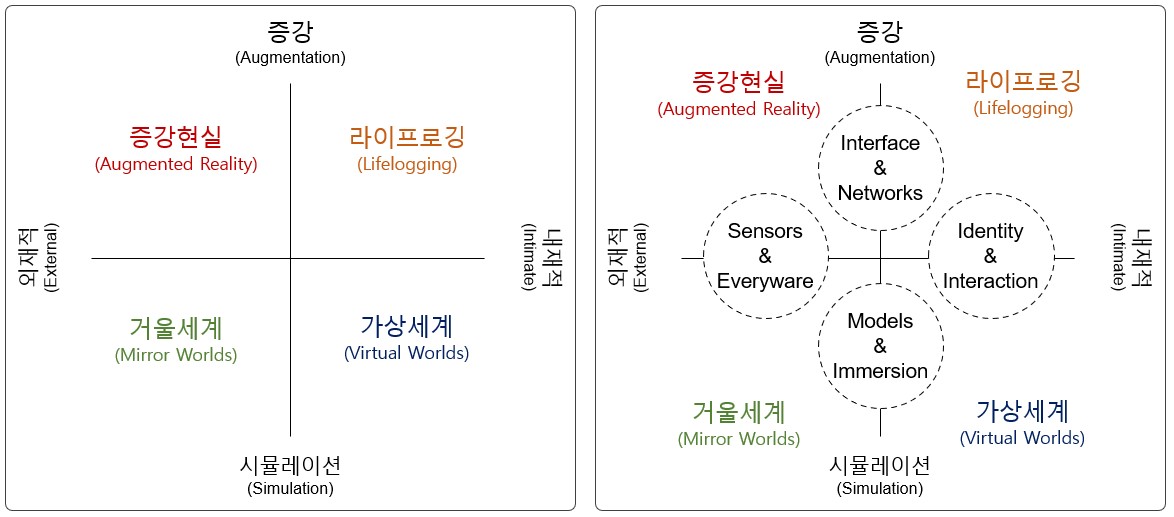 증강
(Augmentation)
증강현실
(Augmented Reality)
라이프로깅
(Lifelogging)
외재적
(External)
내재적
(Intimate)
거울세계
(Mirror Worlds)
가상세계
(Virtual Worlds)
시뮬레이션
(Simulation)
증강
(Augmentation)
증강현실
(Augmented Reality)
라이프로깅
(Lifelogging)
Interface
&
Networks
외재적
(External)
Sensors
&
Everyware
Identity
&
Interaction
내재적
(Intimate)
Models
&
Immersion
거울세계
(Mirror Worlds)
가상세계
(Virtual Worlds)
시뮬레이션
(Simulation)